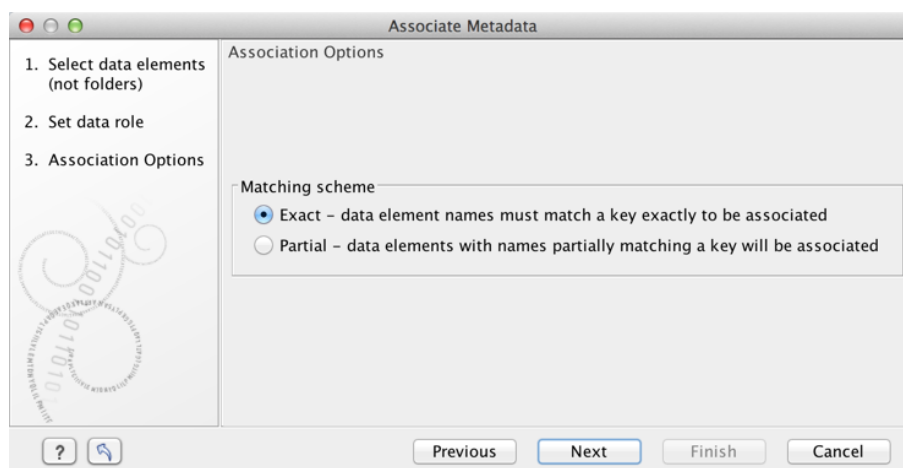 Associate Metadata
1. Select data elements
(not folders)
2. Set data role
3. Association Options
Association Options
Matching scheme
Exact – data element names must match a key exactly to be associated
Partial – data elements with names partially matching a key will be associated
?
Previous
Next
Finish
Cancel